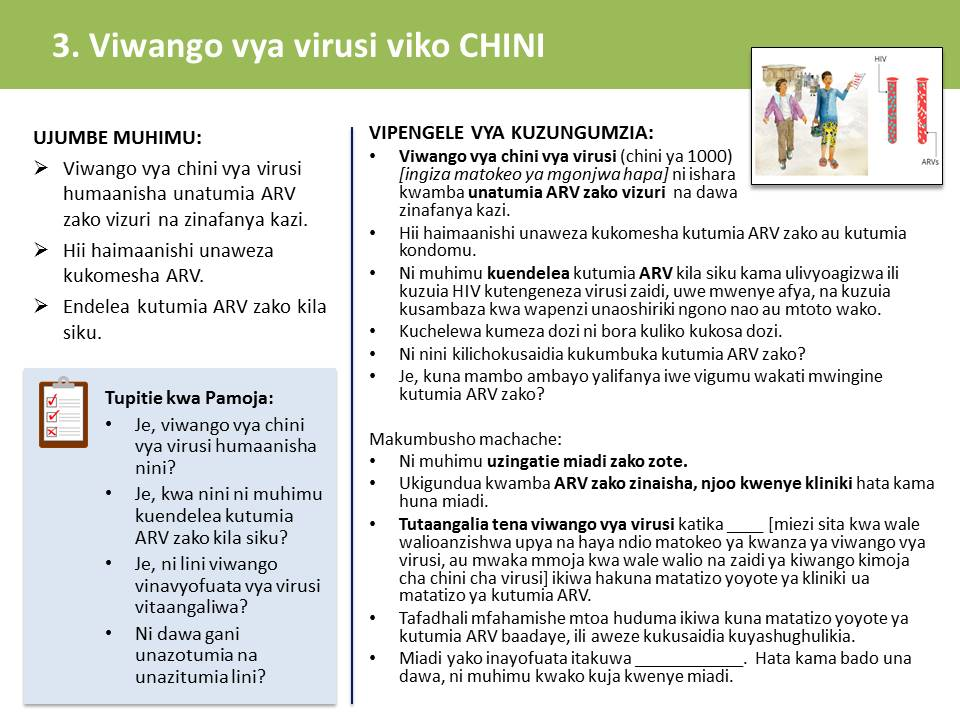 3. Viwango vya virusi viko CHINI
HIV
ARVs
UJUMBE MUHIMU:
➢ Viwango vya chini vya virusi
humaanisha unatumia ARV
zako vizuri na zinafanya kazi.
➢ Hii haimaanishi unaweza
kukomesha ARV.
➢ Endelea kutumia ARV zako kila
siku.
Tupitie kwa Pamoja:
• Je, viwango vya chini
vya virusi humaanisha
nini?
• Je, kwa nini ni muhimu
kuendelea kutumia
ARV zako kila siku?
• Je, ni lini viwango
vinavyofuata vya virusi
vitaangaliwa?
• Ni dawa gani
unazotumia na
unazitumia lini?
VIPENGELE VYA KUZUNGUMZIA:
• Viwango vya chini vya virusi (chini ya 1000)
[ingiza matokeo ya mgonjwa hapa] ni ishara
kwamba unatumia ARV zako vizuri na dawa
zinafanya kazi.
• Hii haimaanishi unaweza kukomesha kutumia ARV zako au kutumia
kondomu.
• Ni muhimu kuendelea kutumia ARV kila siku kama ulivyoagizwa ili
kuzuia HIV kutengeneza virusi zaidi, uwe mwenye afya, na kuzuia
kusambaza kwa wapenzi unaoshiriki ngono nao au mtoto wako.
• Kuchelewa kumeza dozi ni bora kuliko kukosa dozi.
• Ni nini kilichokusaidia kukumbuka kutumia ARV zako?
• Je, kuna mambo ambayo yalifanya iwe vigumu wakati mwingine
kutumia ARV zako?
Makumbusho machache:
• Ni muhimu uzingatie miadi zako zote.
• Ukigundua kwamba ARV zako zinaisha, njoo kwenye kliniki hata kama
huna miadi.
• Tutaangalia tena viwango vya virusi katika ____ [miezi sita kwa wale
walioanzishwa upya na haya ndio matokeo ya kwanza ya viwango vya
virusi, au mwaka mmoja kwa wale walio na zaidi ya kiwango kimoja
cha chini cha virusi] ikiwa hakuna matatizo yoyote ya kliniki ua
matatizo ya kutumia ARV.
• Tafadhali mfahamishe mtoa huduma ikiwa kuna matatizo yoyote ya
kutumia ARV baadaye, ili aweze kukusaidia kuyashughulikia.
• Miadi yako inayofuata itakuwa ____________. Hata kama bado una
dawa, ni muhimu kwako kuja kwenye miadi.